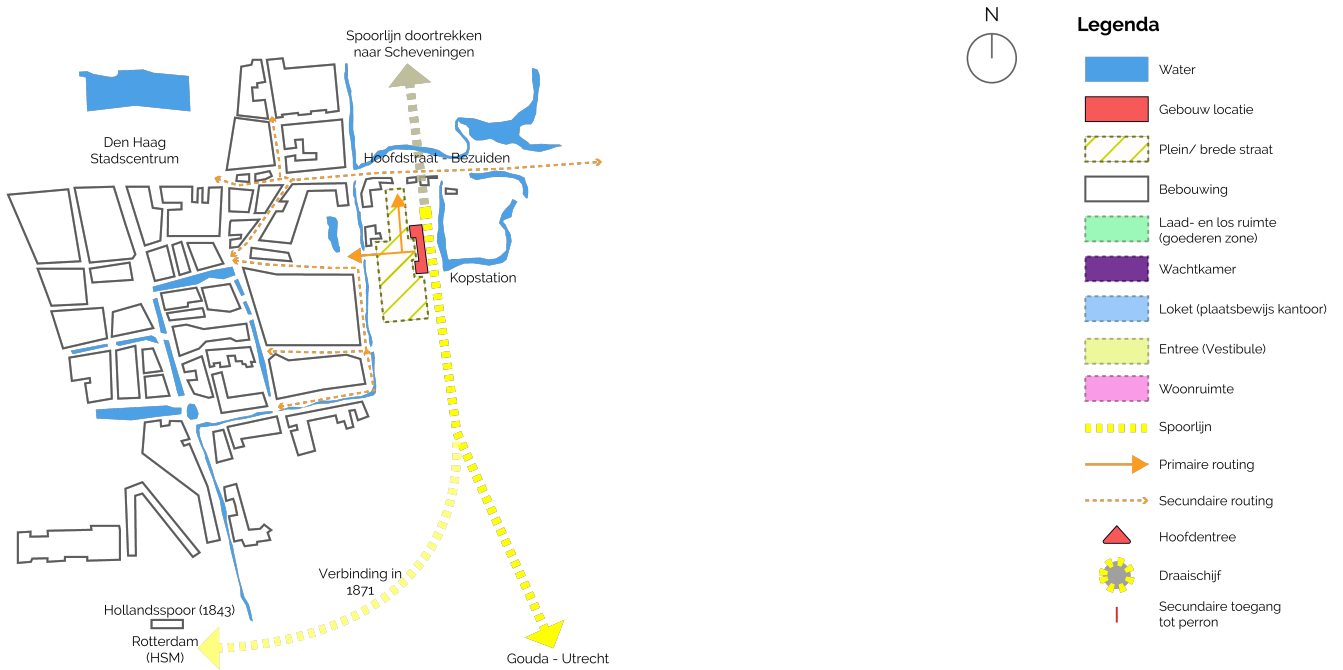 Spoorlijn doortrekken
naar Scheveningen
Den Haag
Stadscentrum
Hoofdstraat - Bezuiden
Kopstation
Verbinding in
1871
Hollandsspoor (1843)
Rotterdam
(HSM)
Gouda - Utrecht
N
Legenda
Water
Gebouw locatie
Plein/ brede straat
Bebouwing
Laad- en los ruimte
(goederen zone)
Wachtkamer
Loket (plaatsbewijs kantoor)
Entree (Vestibule)
Woonruimte
Spoorlijn
Primaire routing
Secundaire routing
Hoofdentree
Draaischijf
Secundaire toegang
tot perron